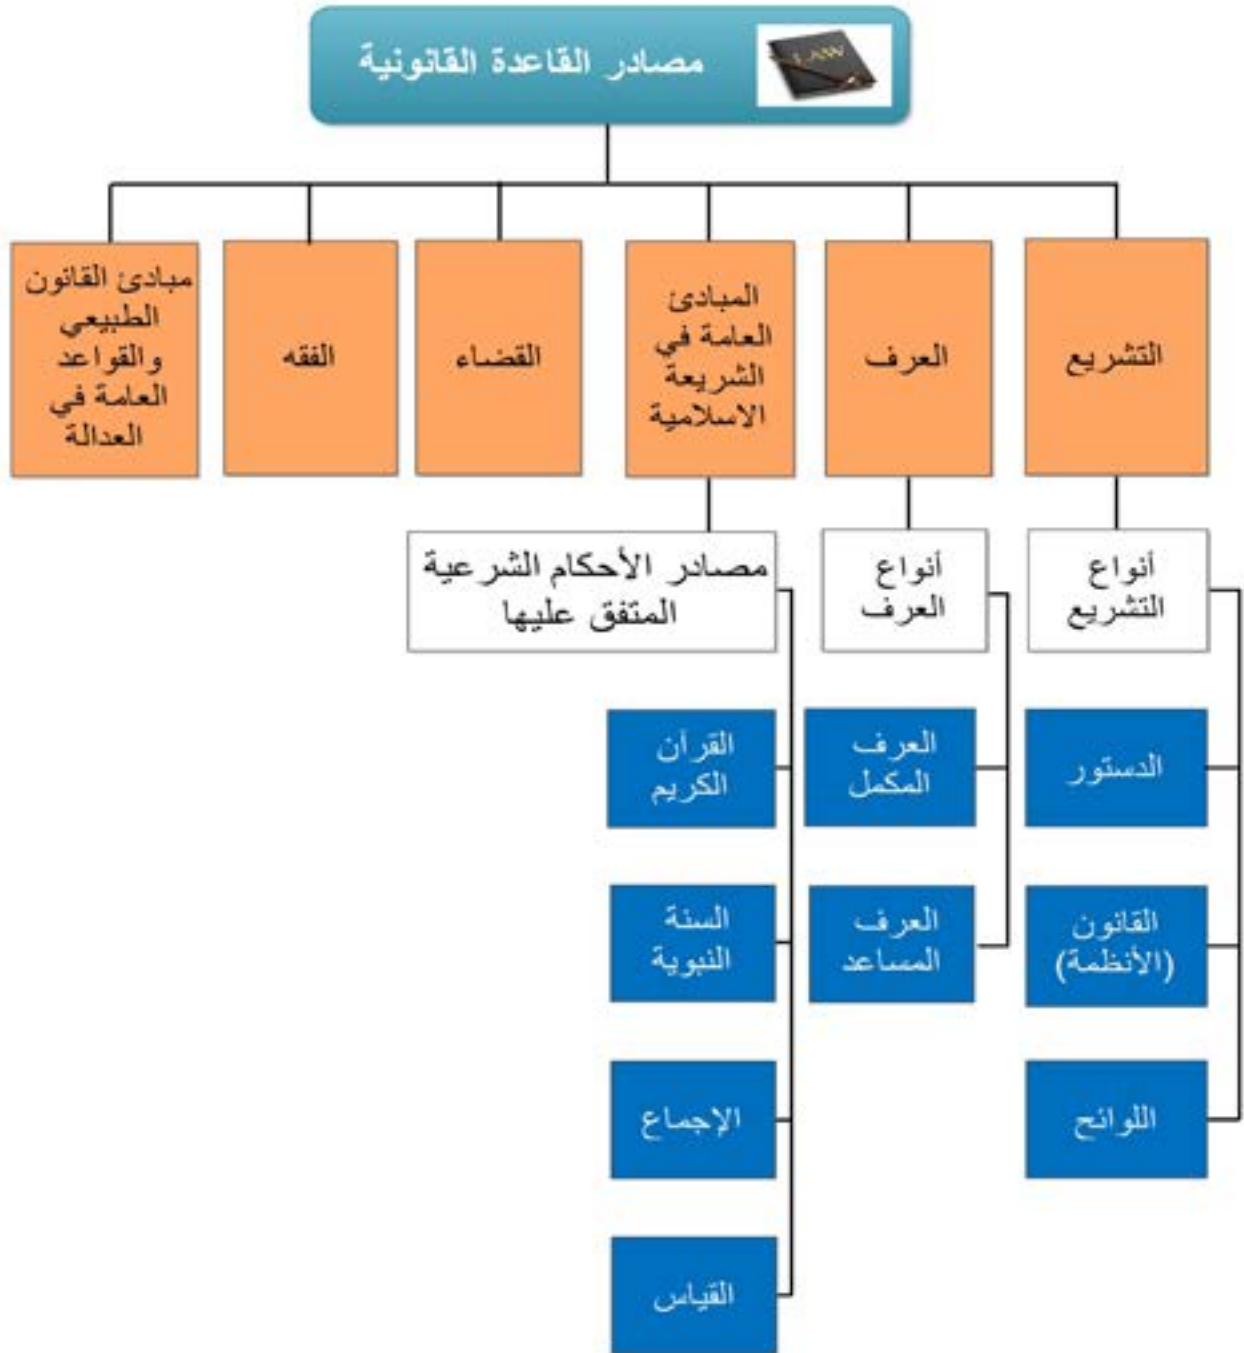 مصادر القاعدة القانونية
LAW
التشريع
العرف
المبادئ
العامة في
الشريعة
الاسلامية
القضاء
الفقه
مبادئ القانون
الطبيعي
والقواعد
العامة في
العدالة
أنواع
التشريع
أنواع
العرف
مصادر الأحكام الشرعية
المتفق عليها
الدستور
القانون
(الأنظمة)
اللوائح
العرف
المكمل
العرف
المساعد
القرآن
الكريم
السنة
النبوية
الإجماع
القياس